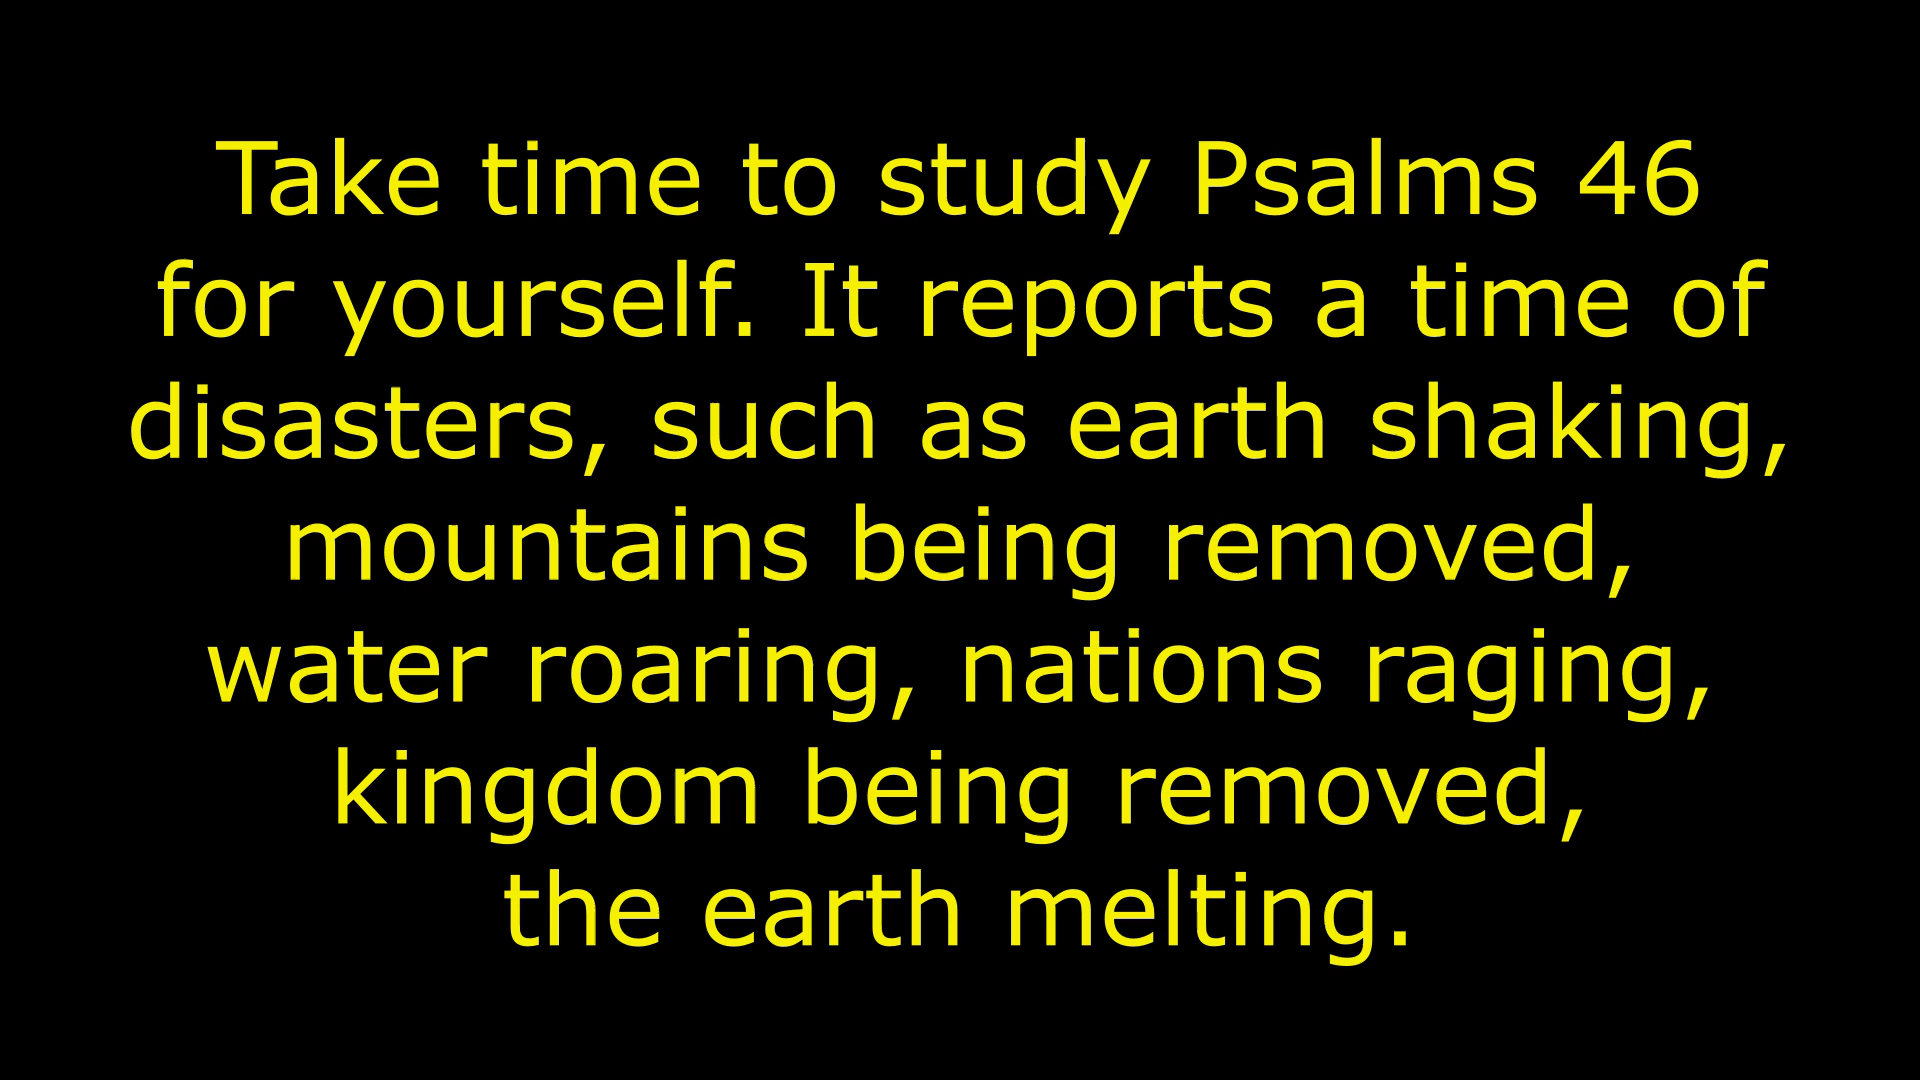 Take time to study Psalms 46
for yourself. It reports a time of
disasters, such as earth shaking,
mountains being removed,
water roaring, nations raging,
kingdom being removed,
the earth melting.